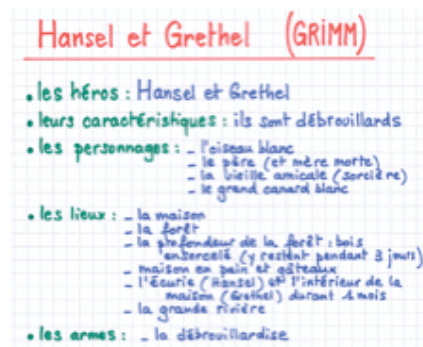 Hansel et Grethel (GRIMM)
• les héros : Hansel et Grethel
• leurs caractéristiques : ils sont débrouillards
• les personnages : - l'oiseau blanc
- le père (et mère morte)
- la vieille amicale (sorcière)
- le grand canard blanc
• les lieux : - la maison
- la forêt
- la profondeur de la forêt : bois
ensorcelé (y restent pendant 3 jours)
- maison en pain et gâteaux
- l'écurie (Hansel) et l'intérieur de la
maison (Grethel) durant 1 mois
- la grande rivière
• les armes : - la débrouillardise